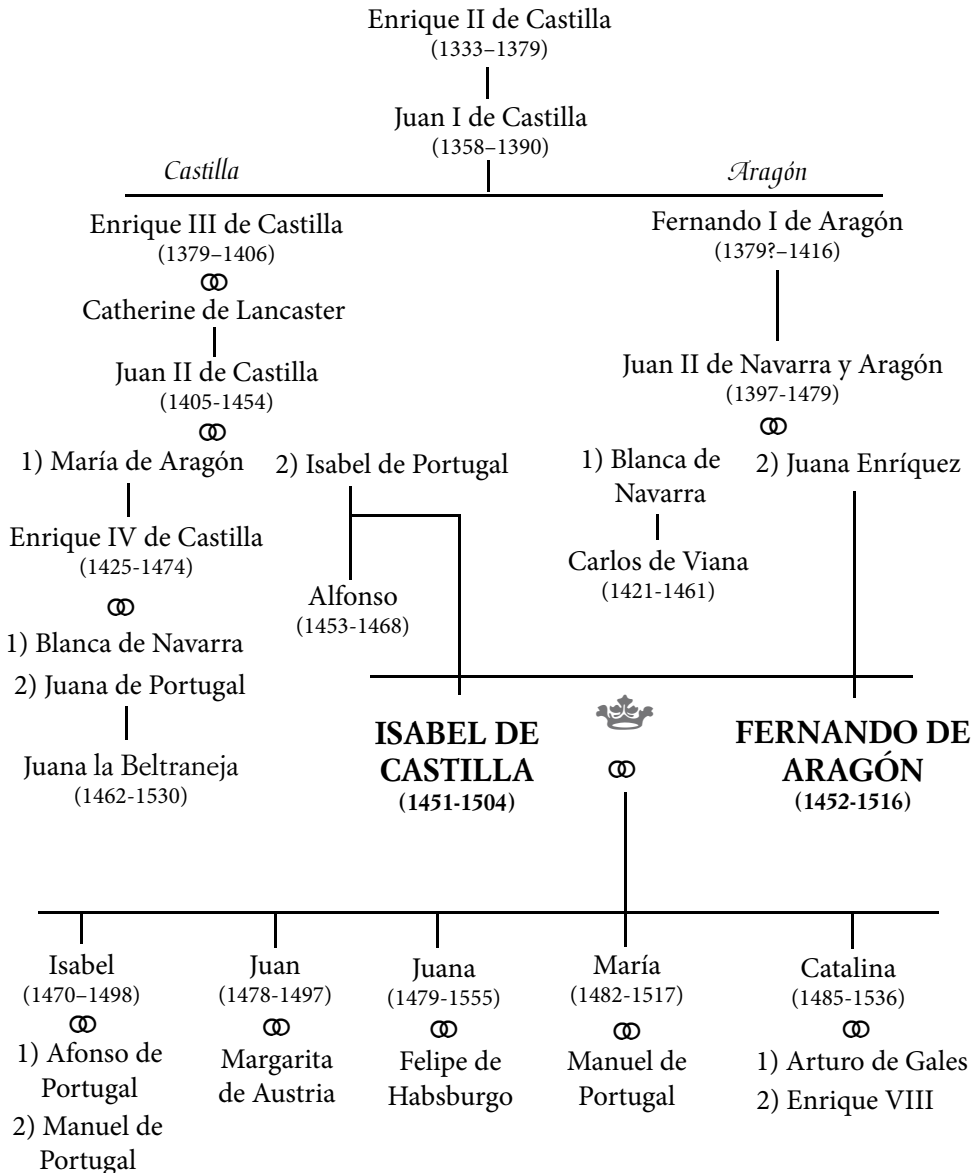 Enrique II de Castilla
(1333–1379)
Juan I de Castilla
(1358–1390)
Castilla
Aragón
Enrique III de Castilla
(1379–1406)
Catherine de Lancaster
Fernando I de Aragón
(1379?–1416)
Juan II de Castilla
(1405-1454)
Juan II de Navarra y Aragón
(1397-1479)
1) María de Aragón
2) Isabel de Portugal
1) Blanca de
Navarra
2) Juana Enríquez
Enrique IV de Castilla
(1425-1474)
Alfonso
(1453-1468)
Carlos de Viana
(1421-1461)
1) Blanca de Navarra
2) Juana de Portugal
Juana la Beltraneja
(1462-1530)
ISABEL DE
CASTILLA
(1451-1504)
FERNANDO DE
ARAGÓN
(1452-1516)
Isabel
(1470–1498)
1) Afonso de
Portugal
2) Manuel de
Portugal
Juan
(1478-1497)
Margarita
de Austria
Juana
(1479-1555)
Felipe de
Habsburgo
María
(1482-1517)
Manuel de
Portugal
Catalina
(1485-1536)
1) Arturo de Gales
2) Enrique VIII